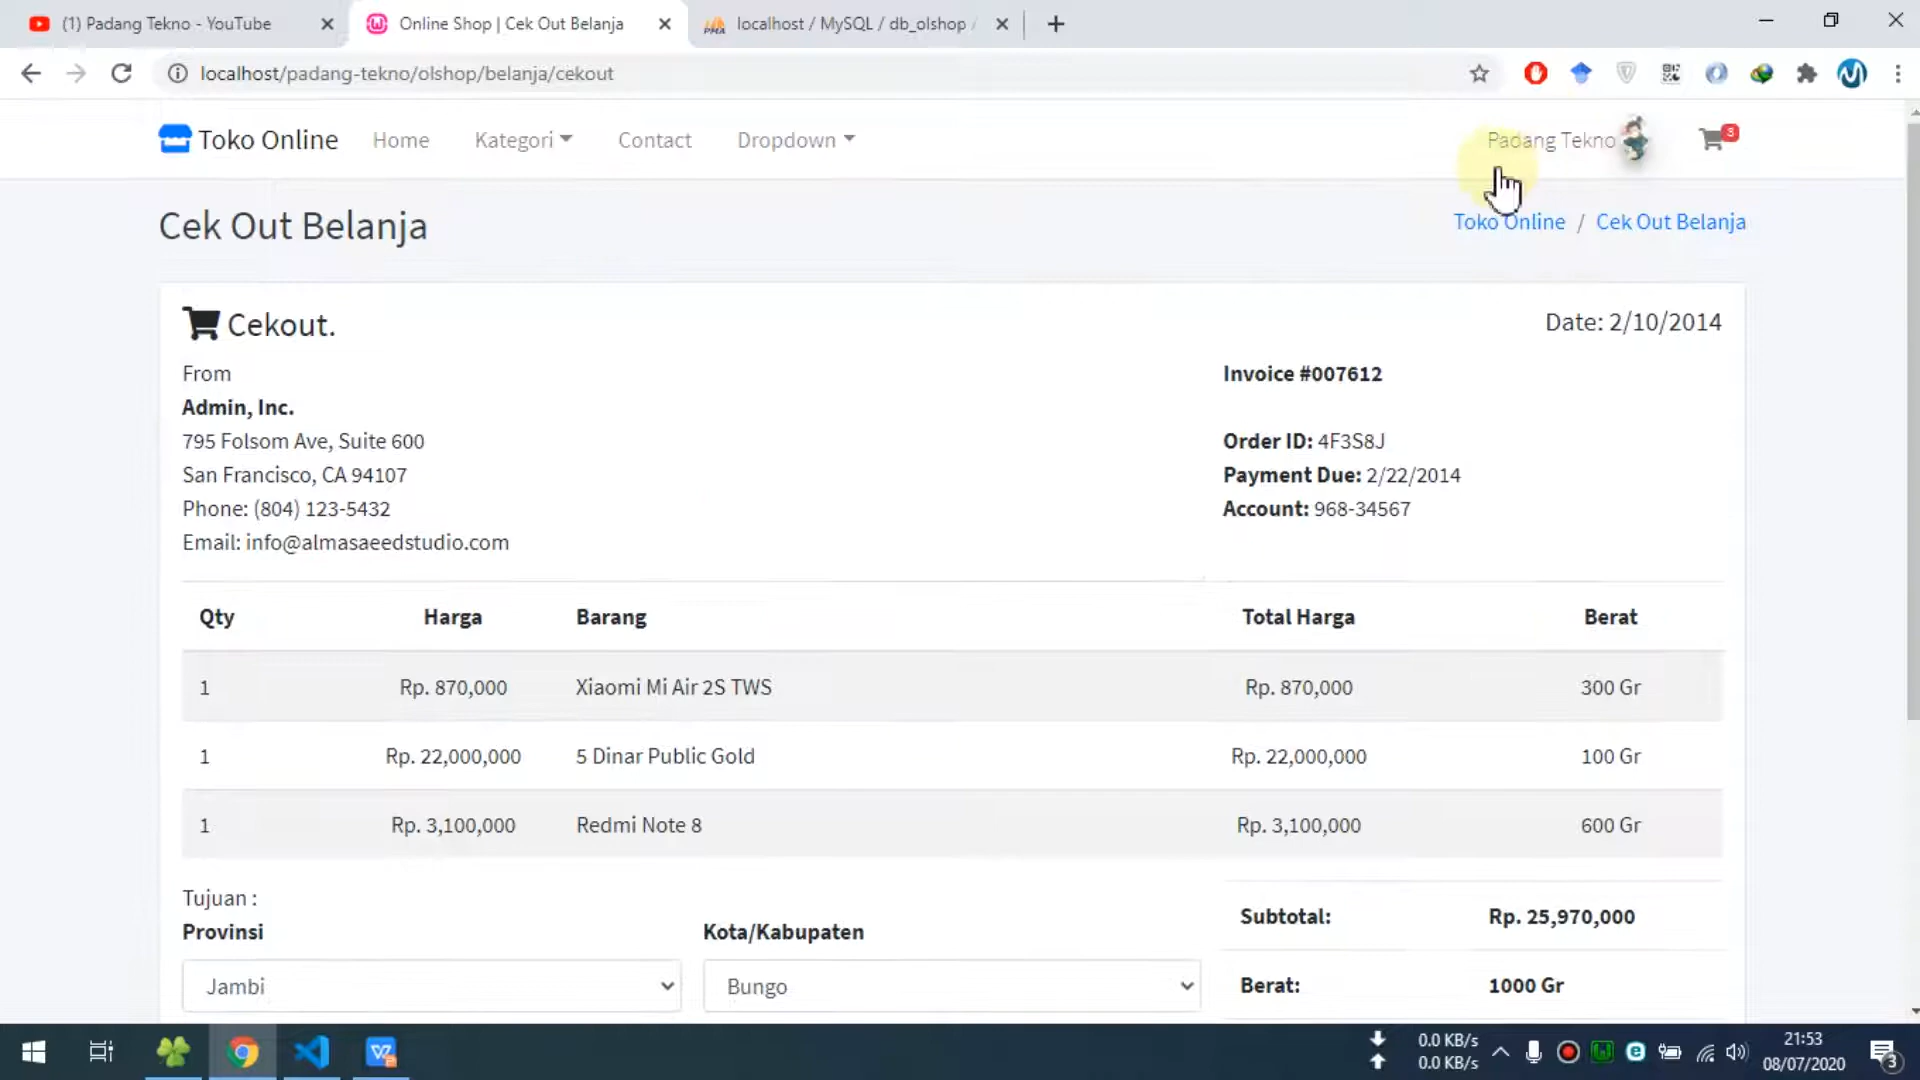 (1) Padang Tekno - YouTube
Online Shop | Cek Out Belanja
localhost / MySQL / db_olshop /
localhost/padang-tekno/olshop/belanja/cekout
Toko Online
Home
Kategori
Contact
Dropdown
Padang Tekno
3
Cek Out Belanja
Toko Online / Cek Out Belanja
Cekout.
Date: 2/10/2014
From
Admin, Inc.
795 Folsom Ave, Suite 600
San Francisco, CA 94107
Phone: (804) 123-5432
Email: info@almasaeedstudio.com
Invoice #007612
Order ID: 4F3S8J
Payment Due: 2/22/2014
Account: 968-34567
Qty Harga Barang Total Harga Berat
1 Rp. 870,000 Xiaomi Mi Air 2S TWS Rp. 870,000 300 Gr
1 Rp. 22,000,000 5 Dinar Public Gold Rp. 22,000,000 100 Gr
1 Rp. 3,100,000 Redmi Note 8 Rp. 3,100,000 600 Gr
Tujuan :
Provinsi
Jambi
Kota/Kabupaten
Bungo
Subtotal: Rp. 25,970,000
Berat: 1000 Gr
0.0 KB/s
0.0 KB/s
21:53
08/07/2020
3